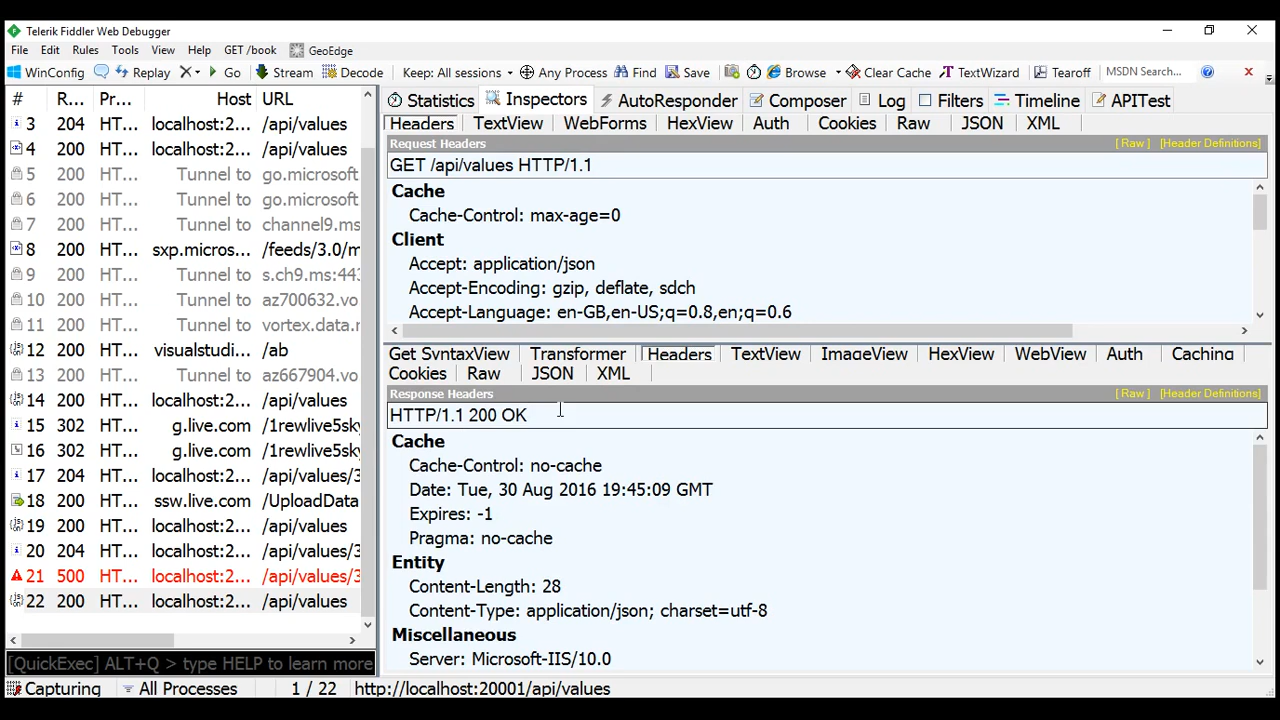 Telerik Fiddler Web Debugger
File Edit Rules Tools View Help GET /book GeoEdge
WinConfig Replay Go Stream Decode Keep: All sessions Any Process Find Save Browse Clear Cache TextWizard Tearoff MSDN Search...
# R... Pr... Host URL
3 204 HT... localhost:2... /api/values
4 200 HT... localhost:2... /api/values
5 200 HT... Tunnel to go.microsoft
6 200 HT... Tunnel to go.microsoft
7 200 HT... Tunnel to channel9.ms
8 200 HT... sxp.micros... /feeds/3.0/m
9 200 HT... Tunnel to s.ch9.ms:443
10 200 HT... Tunnel to az700632.vo
11 200 HT... Tunnel to vortex.data.m
12 200 HT... visualstudi... /ab
13 200 HT... Tunnel to az667904.vo
14 200 HT... localhost:2... /api/values
15 302 HT... g.live.com /1rewlive5sky
16 302 HT... g.live.com /1rewlive5sky
17 204 HT... localhost:2... /api/values/3
18 200 HT... ssw.live.com /UploadData
19 200 HT... localhost:2... /api/values
20 204 HT... localhost:2... /api/values/3
21 500 HT... localhost:2... /api/values/3
22 200 HT... localhost:2... /api/values
[QuickExec] ALT+Q > type HELP to learn more
Statistics Inspectors AutoResponder Composer Log Filters Timeline APITest
Headers TextView WebForms HexView Auth Cookies Raw JSON XML
Request Headers [ Raw ] [Header Definitions]
GET /api/values HTTP/1.1
Cache
Cache-Control: max-age=0
Client
Accept: application/json
Accept-Encoding: gzip, deflate, sdch
Accept-Language: en-GB,en-US;q=0.8,en;q=0.6
Get SyntaxView Transformer Headers TextView ImageView HexView WebView Auth Caching
Cookies Raw JSON XML
Response Headers [ Raw ] [Header Definitions]
HTTP/1.1 200 OK
Cache
Cache-Control: no-cache
Date: Tue, 30 Aug 2016 19:45:09 GMT
Expires: -1
Pragma: no-cache
Entity
Content-Length: 28
Content-Type: application/json; charset=utf-8
Miscellaneous
Server: Microsoft-IIS/10.0
Capturing All Processes 1 / 22 http://localhost:20001/api/values